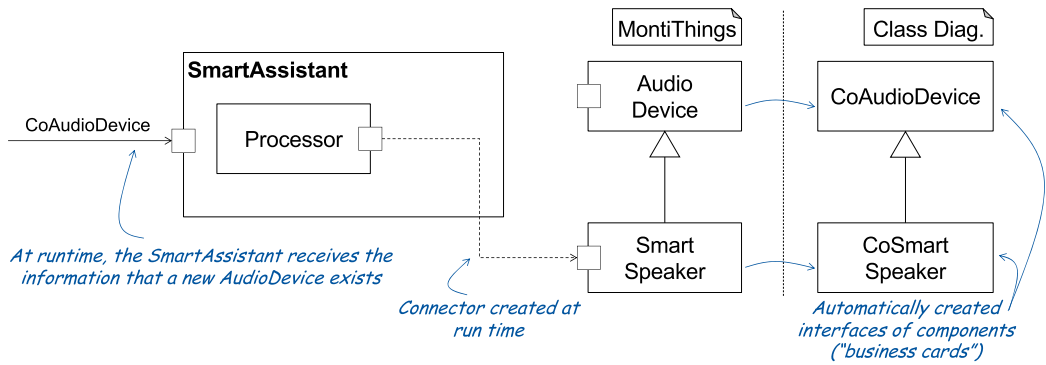 MontiThings
Class Diag.
SmartAssistant
CoAudioDevice
Processor
Audio
Device
CoAudioDevice
At runtime, the SmartAssistant receives the
information that a new AudioDevice exists
Smart
Speaker
CoSmart
Speaker
Connector created at
run time
Automatically created
interfaces of components
("business cards")